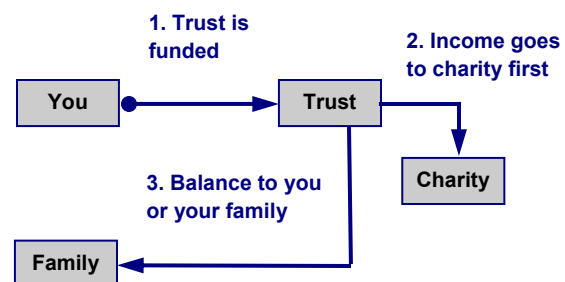 1. Trust is
funded
2. Income goes
to charity first
You
Trust
Charity
3. Balance to you
or your family
Family